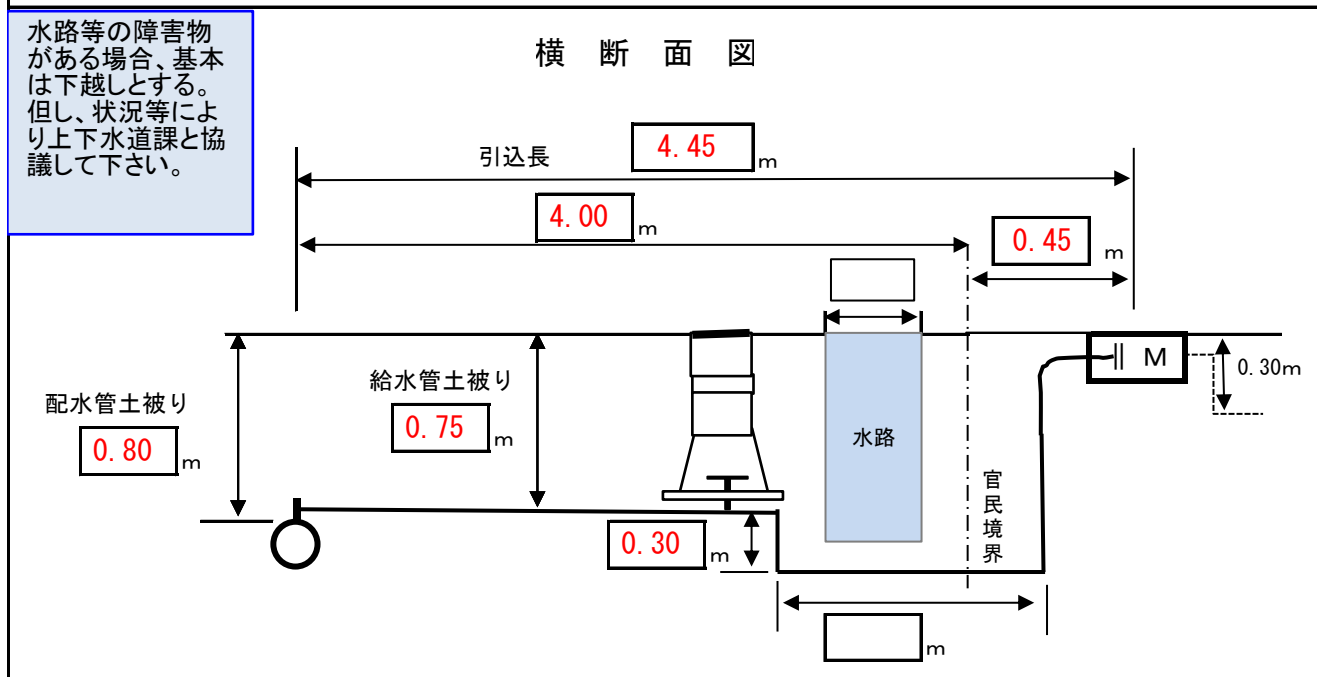 水路等の障害物
がある場合、基本
は下越しとする。
但し、状況等によ
り上下水道課と協
議して下さい。
横 断 面 図
引込長 4.45 m
4.00 m
0.45 m
給水管土被り
0.75 m
配水管土被り
0.80 m
水路
M
0.30m
官民境界
0.30 m
m